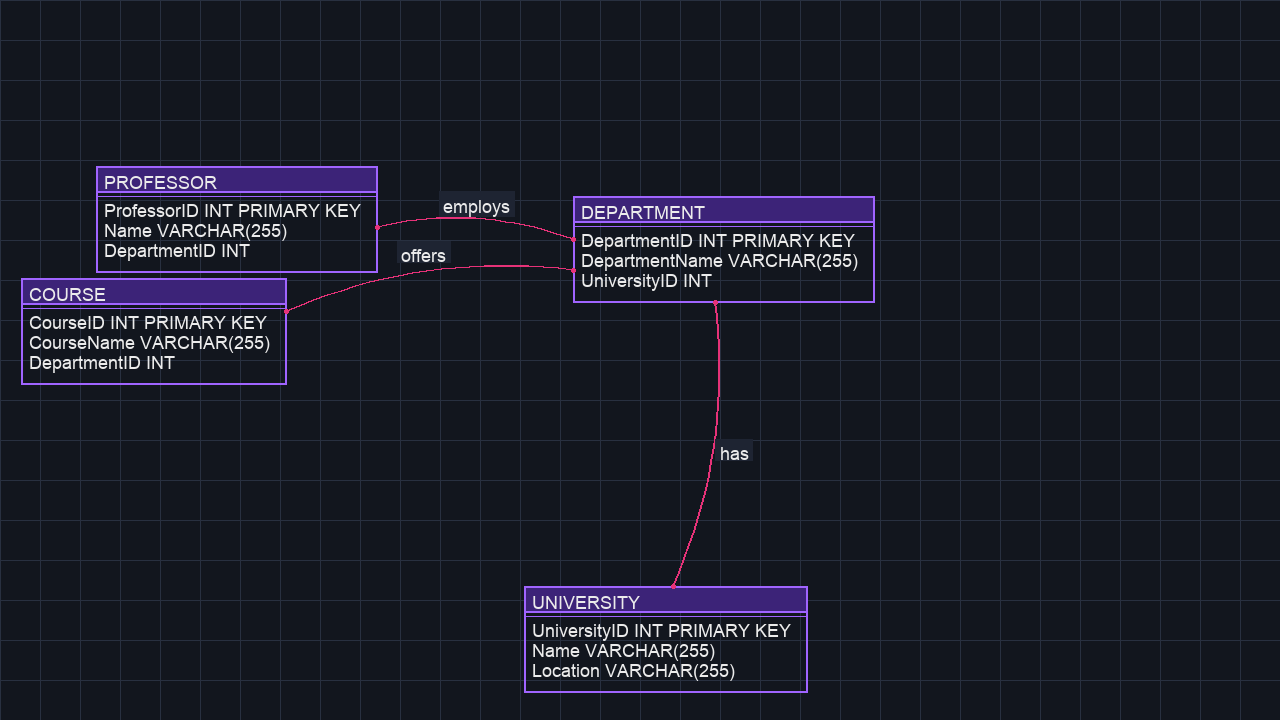 PROFESSOR
ProfessorID INT PRIMARY KEY
Name VARCHAR(255)
DepartmentID INT
employs
offers
DEPARTMENT
DepartmentID INT PRIMARY KEY
DepartmentName VARCHAR(255)
UniversityID INT
COURSE
CourseID INT PRIMARY KEY
CourseName VARCHAR(255)
DepartmentID INT
has
UNIVERSITY
UniversityID INT PRIMARY KEY
Name VARCHAR(255)
Location VARCHAR(255)